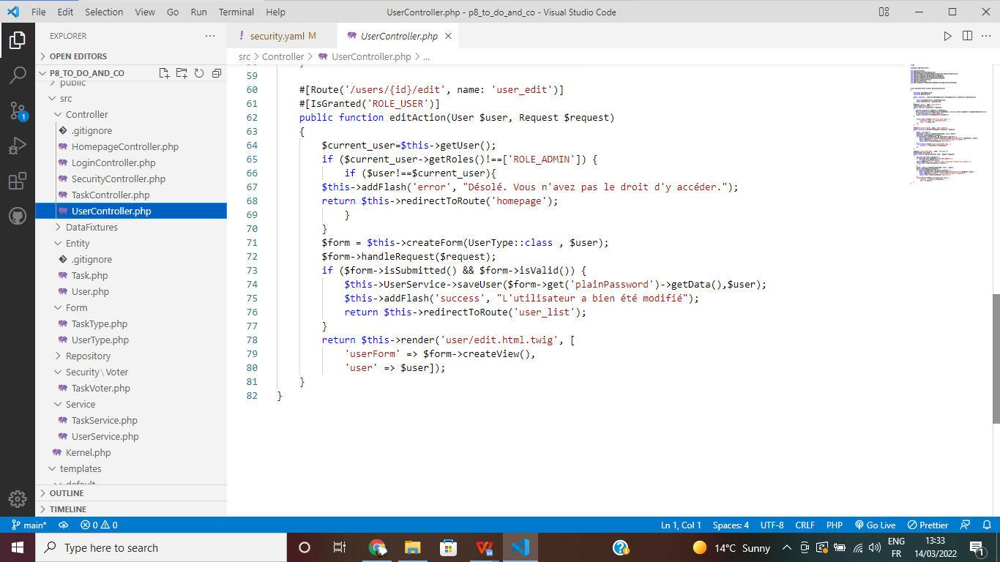 File Edit Selection View Go Run Terminal Help
UserController.php - p8_to_do_and_co - Visual Studio Code
EXPLORER
OPEN EDITORS
P8_TO_DO_AND_CO
public
src
Controller
.gitignore
HomepageController.php
LoginController.php
SecurityController.php
TaskController.php
UserController.php
DataFixtures
Entity
.gitignore
Task.php
User.php
Form
TaskType.php
UserType.php
Repository
Security\Voter
TaskVoter.php
Service
TaskService.php
UserService.php
Kernel.php
templates
default
OUTLINE
TIMELINE
1
! security.yaml M
UserController.php
src > Controller > UserController.php > ...
58 }
59
60 #[Route('/users/{id}/edit', name: 'user_edit')]
61 #[IsGranted('ROLE_USER')]
62 public function editAction(User $user, Request $request)
63 {
64 $current_user=$this->getUser();
65 if ($current_user->getRoles()!==['ROLE_ADMIN']) {
66 if ($user!==$current_user){
67 $this->addFlash('error', "Désolé. Vous n'avez pas le droit d'y accéder.");
68 return $this->redirectToRoute('homepage');
69 }
70 }
71 $form = $this->createForm(UserType::class , $user);
72 $form->handleRequest($request);
73 if ($form->isSubmitted() && $form->isValid()) {
74 $this->UserService->saveUser($form->get('plainPassword')->getData(),$user);
75 $this->addFlash('success', "L'utilisateur a bien été modifié");
76 return $this->redirectToRoute('user_list');
77 }
78 return $this->render('user/edit.html.twig', [
79 'userForm' => $form->createView(),
80 'user' => $user]);
81 }
82 }
main* 0 0 Ln 1, Col 1 Spaces: 4 UTF-8 CRLF PHP Go Live Prettier
Type here to search
14°C Sunny
ENG
FR
13:33
14/03/2022
1